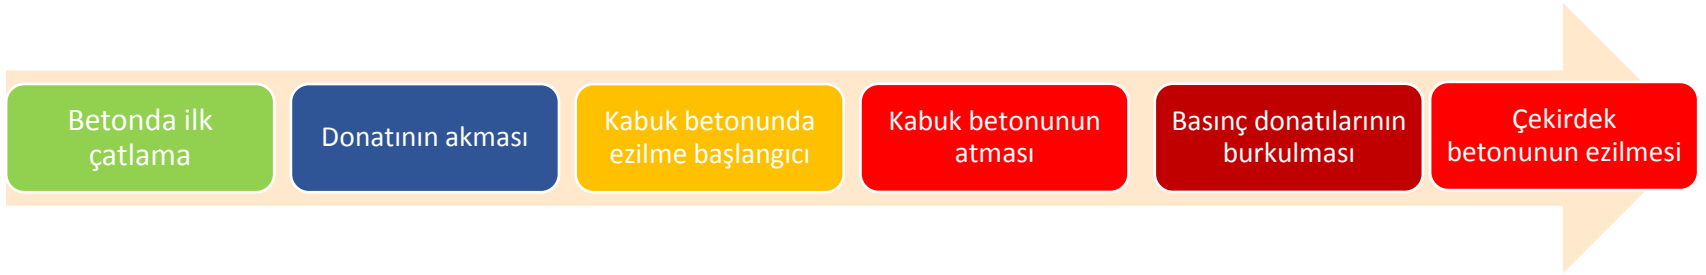 Betonda ilk
çatlama
Donatının akması
Kabuk betonunda
ezilme başlangıcı
Kabuk betonunun
atması
Basınç donatılarının
burkulması
Çekirdek
betonunun ezilmesi